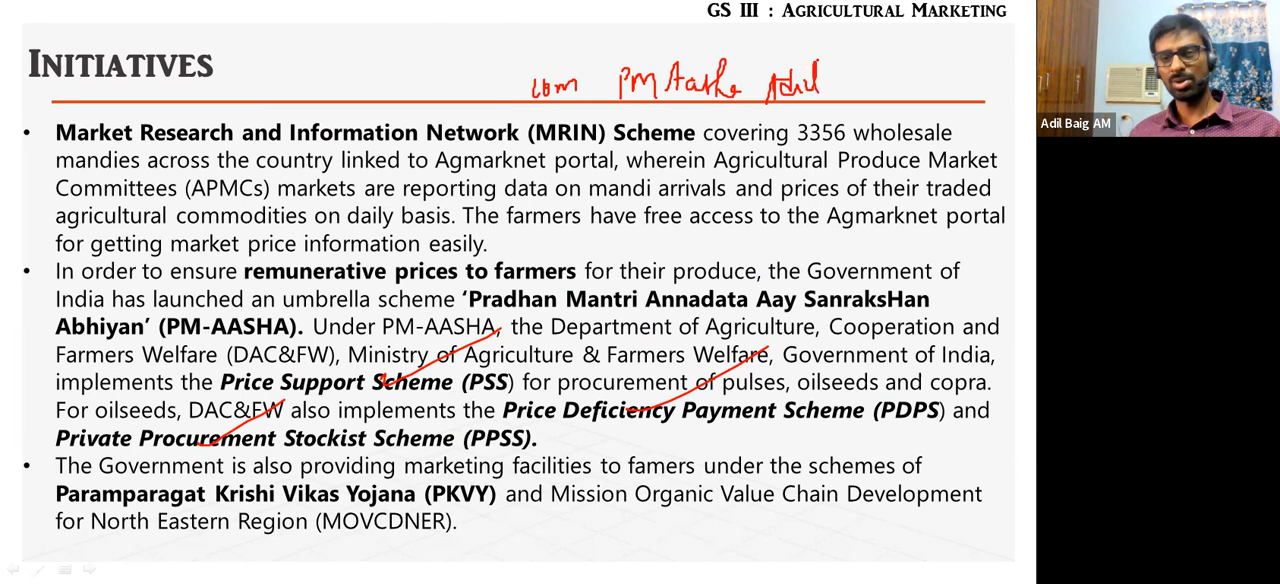 GS III : Agricultural Marketing
Initiatives
PM Aasha Adil
• Market Research and Information Network (MRIN) Scheme covering 3356 wholesale
mandies across the country linked to Agmarknet portal, wherein Agricultural Produce Market
Committees (APMCs) markets are reporting data on mandi arrivals and prices of their traded
agricultural commodities on daily basis. The farmers have free access to the Agmarknet portal
for getting market price information easily.
• In order to ensure remunerative prices to farmers for their produce, the Government of
India has launched an umbrella scheme ‘Pradhan Mantri Annadata Aay SanraksHan
Abhiyan’ (PM-AASHA). Under PM-AASHA, the Department of Agriculture, Cooperation and
Farmers Welfare (DAC&FW), Ministry of Agriculture & Farmers Welfare, Government of India,
implements the Price Support Scheme (PSS) for procurement of pulses, oilseeds and copra.
For oilseeds, DAC&FW also implements the Price Deficiency Payment Scheme (PDPS) and
Private Procurement Stockist Scheme (PPSS).
• The Government is also providing marketing facilities to famers under the schemes of
Paramparagat Krishi Vikas Yojana (PKVY) and Mission Organic Value Chain Development
for North Eastern Region (MOVCDNER).
Adil Baig AM